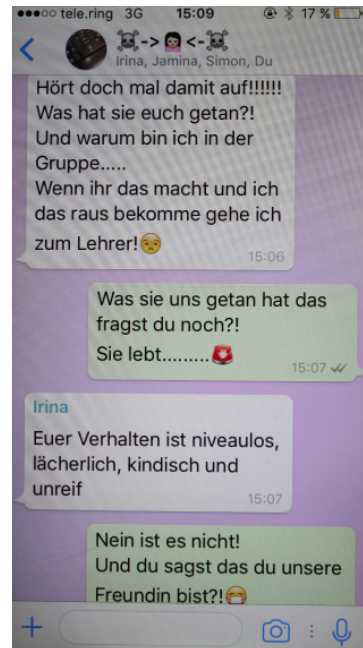 tele.ring 3G 15:09 17 %
☠️-> 🙍🏻<-☠️
Irina, Jamina, Simon, Du
Hört doch mal damit auf!!!!!!
Was hat sie euch getan?!
Und warum bin ich in der
Gruppe.....
Wenn ihr das macht und ich
das raus bekomme gehe ich
zum Lehrer!😒
15:06
Was sie uns getan hat das
fragst du noch?!
Sie lebt.........🚨
15:07
Irina
Euer Verhalten ist niveaulos,
lächerlich, kindisch und
unreif
15:07
Nein ist es nicht!
Und du sagst das du unsere
Freundin bist?!😷